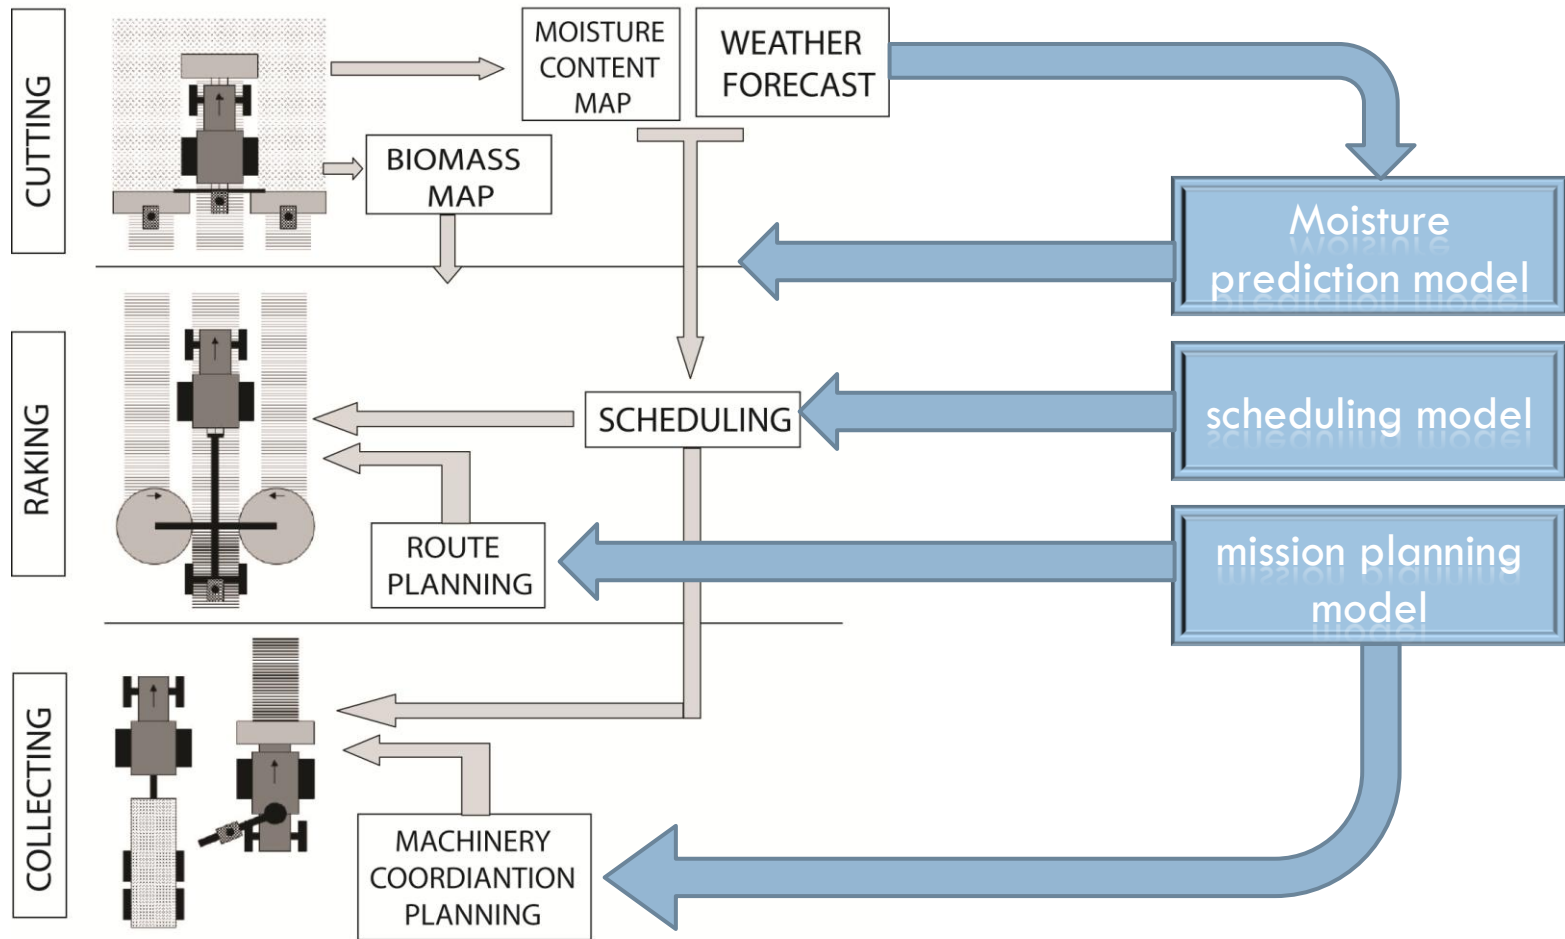 CUTTING
MOISTURE
CONTENT
MAP
WEATHER
FORECAST
BIOMASS
MAP
Moisture
prediction model
RAKING
SCHEDULING
scheduling model
ROUTE
PLANNING
mission planning
model
COLLECTING
MACHINERY
COORDIANTION
PLANNING